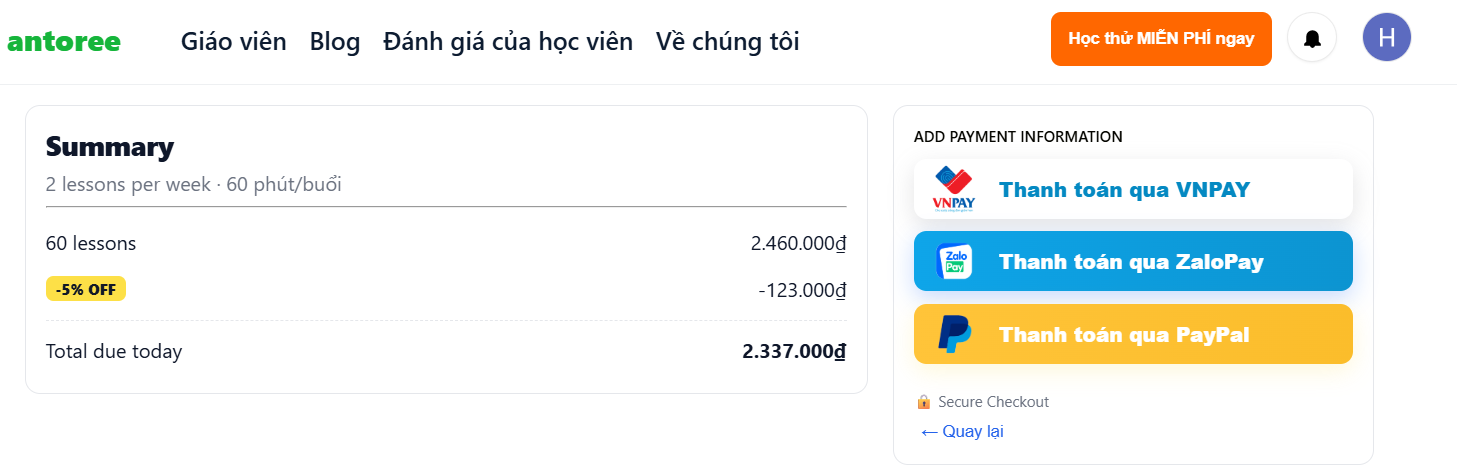 antoree
Giáo viên Blog Đánh giá của học viên Về chúng tôi
Học thử MIỄN PHÍ ngay
H
Summary
2 lessons per week · 60 phút/buổi
60 lessons 2.460.000₫
-5% OFF -123.000₫
Total due today 2.337.000₫
ADD PAYMENT INFORMATION
VNPAY
Thanh toán qua VNPAY
Zalo
Pay
Thanh toán qua ZaloPay
Thanh toán qua PayPal
Secure Checkout
← Quay lại